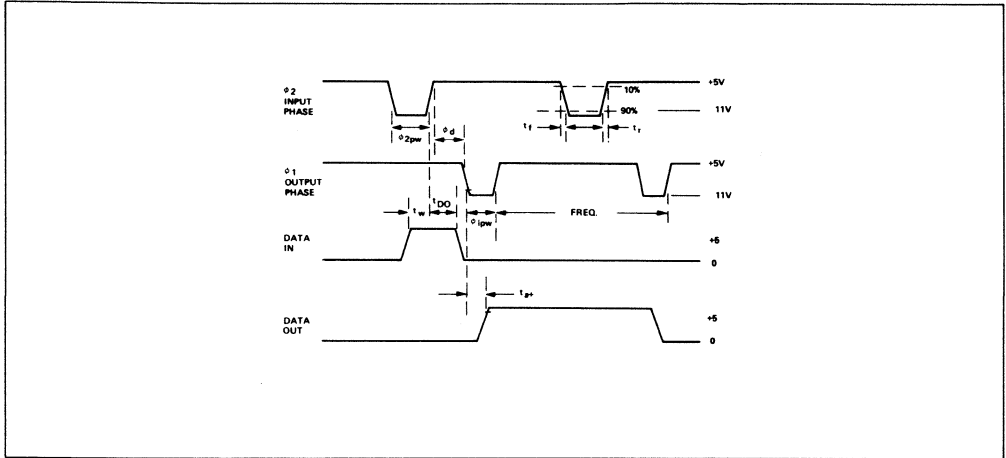 +5V
10%
ϕ2
INPUT
PHASE
90%
11V
tf
tr
ϕ2pw
ϕd
+5V
ϕ1
OUTPUT
PHASE
11V
tw
tDO
FREQ.
ϕipw
DATA
IN
+5
0
ta+
DATA
OUT
+5
0